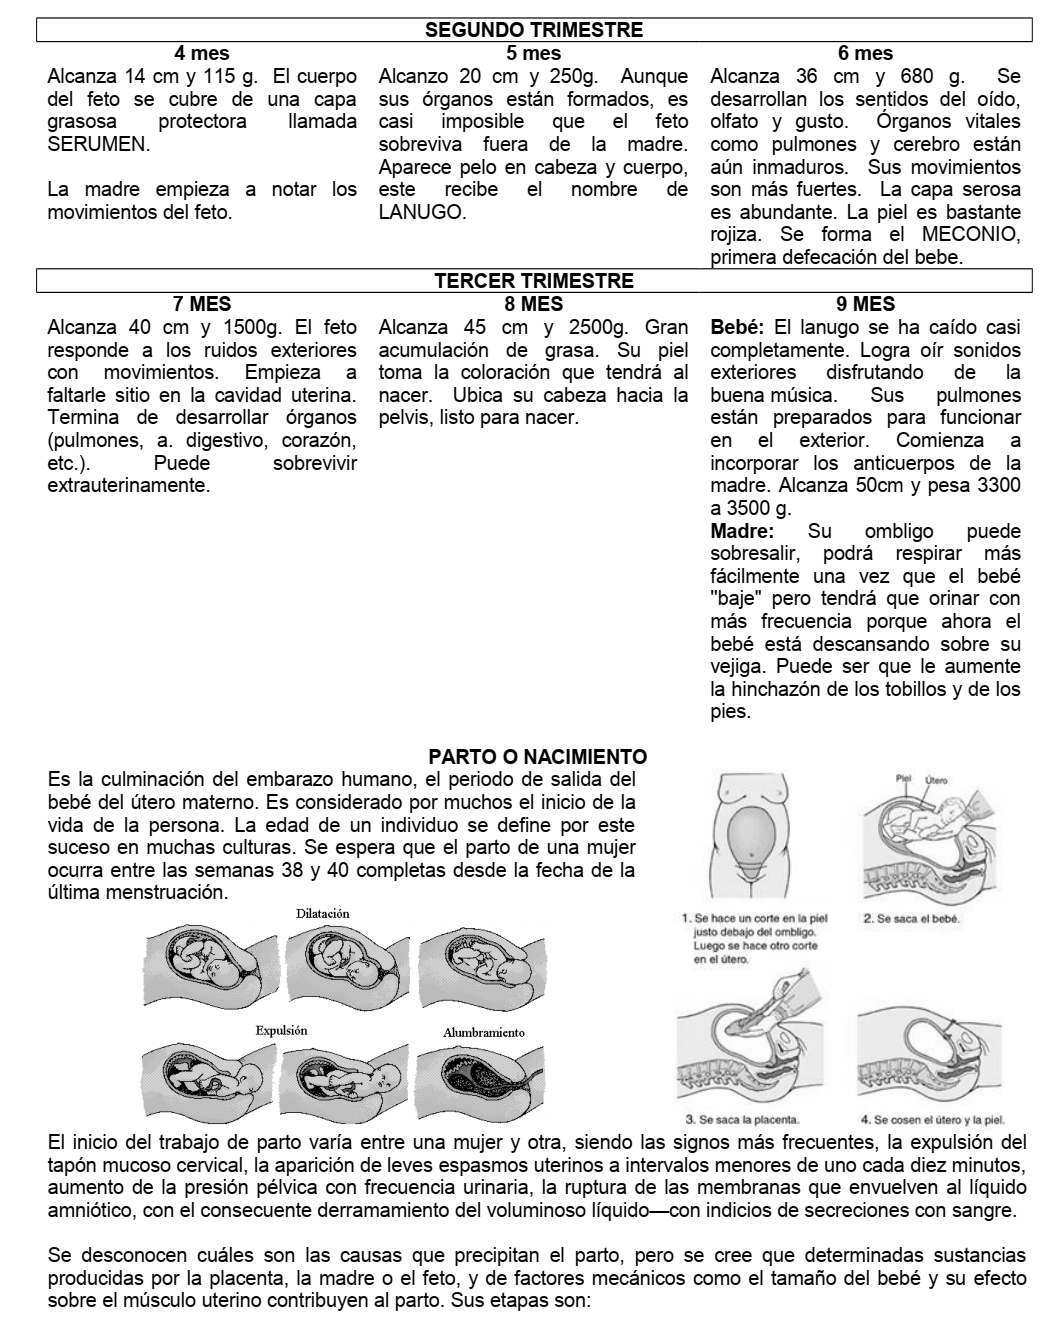 SEGUNDO TRIMESTRE
4 mes
Alcanza 14 cm y 115 g. El cuerpo
del feto se cubre de una capa
grasosa protectora llamada
SERUMEN.
La madre empieza a notar los
movimientos del feto.
5 mes
Alcanzo 20 cm y 250g. Aunque
sus órganos están formados, es
casi imposible que el feto
sobreviva fuera de la madre.
Aparece pelo en cabeza y cuerpo,
este recibe el nombre de
LANUGO.
6 mes
Alcanza 36 cm y 680 g. Se
desarrollan los sentidos del oído,
olfato y gusto. Órganos vitales
como pulmones y cerebro están
aún inmaduros. Sus movimientos
son más fuertes. La capa serosa
es abundante. La piel es bastante
rojiza. Se forma el MECONIO,
primera defecación del bebe.
TERCER TRIMESTRE
7 MES
Alcanza 40 cm y 1500g. El feto
responde a los ruidos exteriores
con movimientos. Empieza a
faltarle sitio en la cavidad uterina.
Termina de desarrollar órganos
(pulmones, a. digestivo, corazón,
etc.). Puede sobrevivir
extrauterinamente.
8 MES
Alcanza 45 cm y 2500g. Gran
acumulación de grasa. Su piel
toma la coloración que tendrá al
nacer. Ubica su cabeza hacia la
pelvis, listo para nacer.
9 MES
Bebé: El lanugo se ha caído casi
completamente. Logra oír sonidos
exteriores disfrutando de la
buena música. Sus pulmones
están preparados para funcionar
en el exterior. Comienza a
incorporar los anticuerpos de la
madre. Alcanza 50cm y pesa 3300
a 3500 g.
Madre: Su ombligo puede
sobresalir, podrá respirar más
fácilmente una vez que el bebé
"baje" pero tendrá que orinar con
más frecuencia porque ahora el
bebé está descansando sobre su
vejiga. Puede ser que le aumente
la hinchazón de los tobillos y de los
pies.
PARTO O NACIMIENTO
Es la culminación del embarazo humano, el periodo de salida del
bebé del útero materno. Es considerado por muchos el inicio de la
vida de la persona. La edad de un individuo se define por este
suceso en muchas culturas. Se espera que el parto de una mujer
ocurra entre las semanas 38 y 40 completas desde la fecha de la
última menstruación.
Dilatación
Expulsión
Alumbramiento
Piel Útero
1. Se hace un corte en la piel
justo debajo del ombligo.
Luego se hace otro corte
en el útero.
2. Se saca el bebé.
3. Se saca la placenta.
4. Se cosen el útero y la piel.
El inicio del trabajo de parto varía entre una mujer y otra, siendo las signos más frecuentes, la expulsión del
tapón mucoso cervical, la aparición de leves espasmos uterinos a intervalos menores de uno cada diez minutos,
aumento de la presión pélvica con frecuencia urinaria, la ruptura de las membranas que envuelven al líquido
amniótico, con el consecuente derramamiento del voluminoso líquido—con indicios de secreciones con sangre.
Se desconocen cuáles son las causas que precipitan el parto, pero se cree que determinadas sustancias
producidas por la placenta, la madre o el feto, y de factores mecánicos como el tamaño del bebé y su efecto
sobre el músculo uterino contribuyen al parto. Sus etapas son: